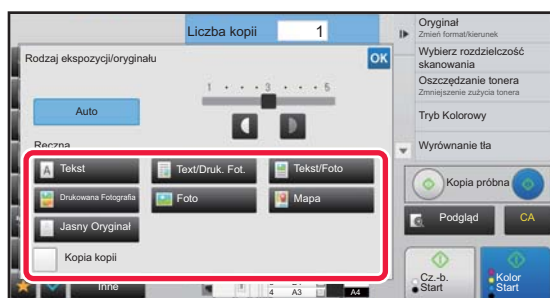 Liczba kopii 1
Rodzaj ekspozycji/oryginału
OK
1 3 5
Auto
Ręczna
A Tekst
Text/Druk. Fot.
Tekst/Foto
Drukowana Fotografia
Foto
Mapa
Jasny Oryginał
Kopia kopii
Inne
4 A3
A4
Oryginał
Zmień format/kierunek
Wybierz rozdzielczość
skanowania
Oszczędzanie tonera
Zmniejszenie zużycia tonera
Tryb Kolorowy
Wyrównanie tła
Kopia próbna
Podgląd
CA
Cz.-b.
Start
Kolor
Start